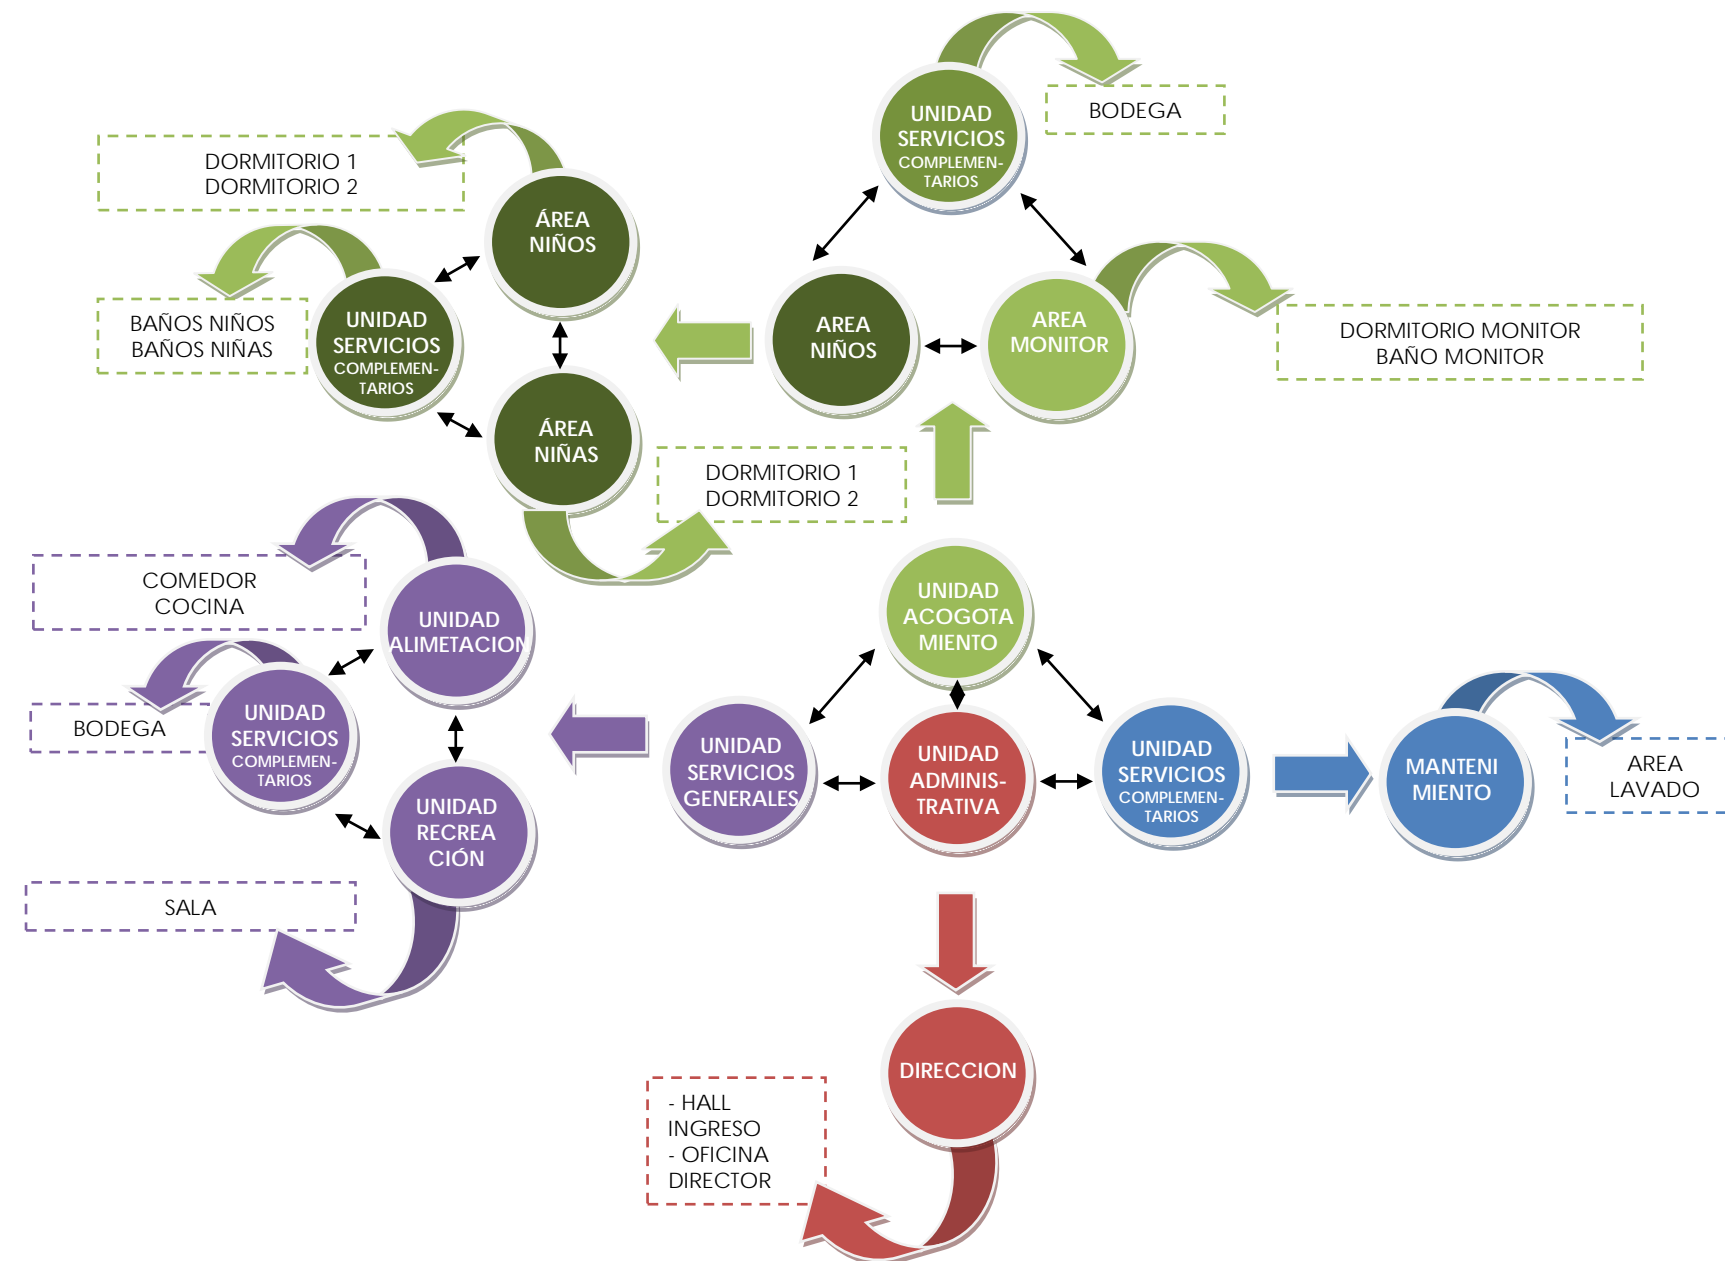 UNIDAD
SERVICIOS
COMPLEMEN-
TARIOS
BODEGA
DORMITORIO 1
DORMITORIO 2
ÁREA
NIÑOS
BAÑOS NIÑOS
BAÑOS NIÑAS
UNIDAD
SERVICIOS
COMPLEMEN-
TARIOS
AREA
NIÑOS
AREA
MONITOR
DORMITORIO MONITOR
BAÑO MONITOR
ÁREA
NIÑAS
DORMITORIO 1
DORMITORIO 2
COMEDOR
COCINA
UNIDAD
ALIMETACION
UNIDAD
ACOGOTA
MIENTO
BODEGA
UNIDAD
SERVICIOS
COMPLEMEN-
TARIOS
UNIDAD
SERVICIOS
GENERALES
UNIDAD
ADMINIS-
TRATIVA
UNIDAD
SERVICIOS
COMPLEMEN-
TARIOS
MANTENI
MIENTO
AREA
LAVADO
UNIDAD
RECREA
CIÓN
SALA
DIRECCION
- HALL
INGRESO
- OFICINA
DIRECTOR